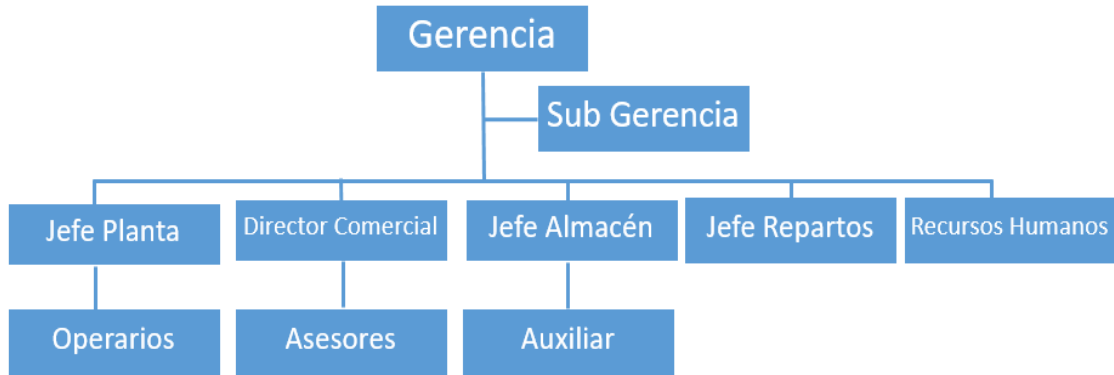 Gerencia
Sub Gerencia
Jefe Planta
Director Comercial
Jefe Almacén
Jefe Repartos
Recursos Humanos
Operarios
Asesores
Auxiliar